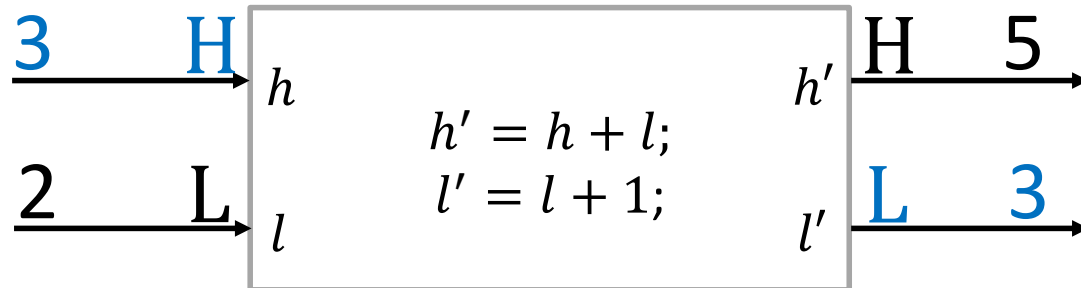 3 H H 5
h h′
h′ = h + l;
2 L l′ = l + 1; L 3
l l′